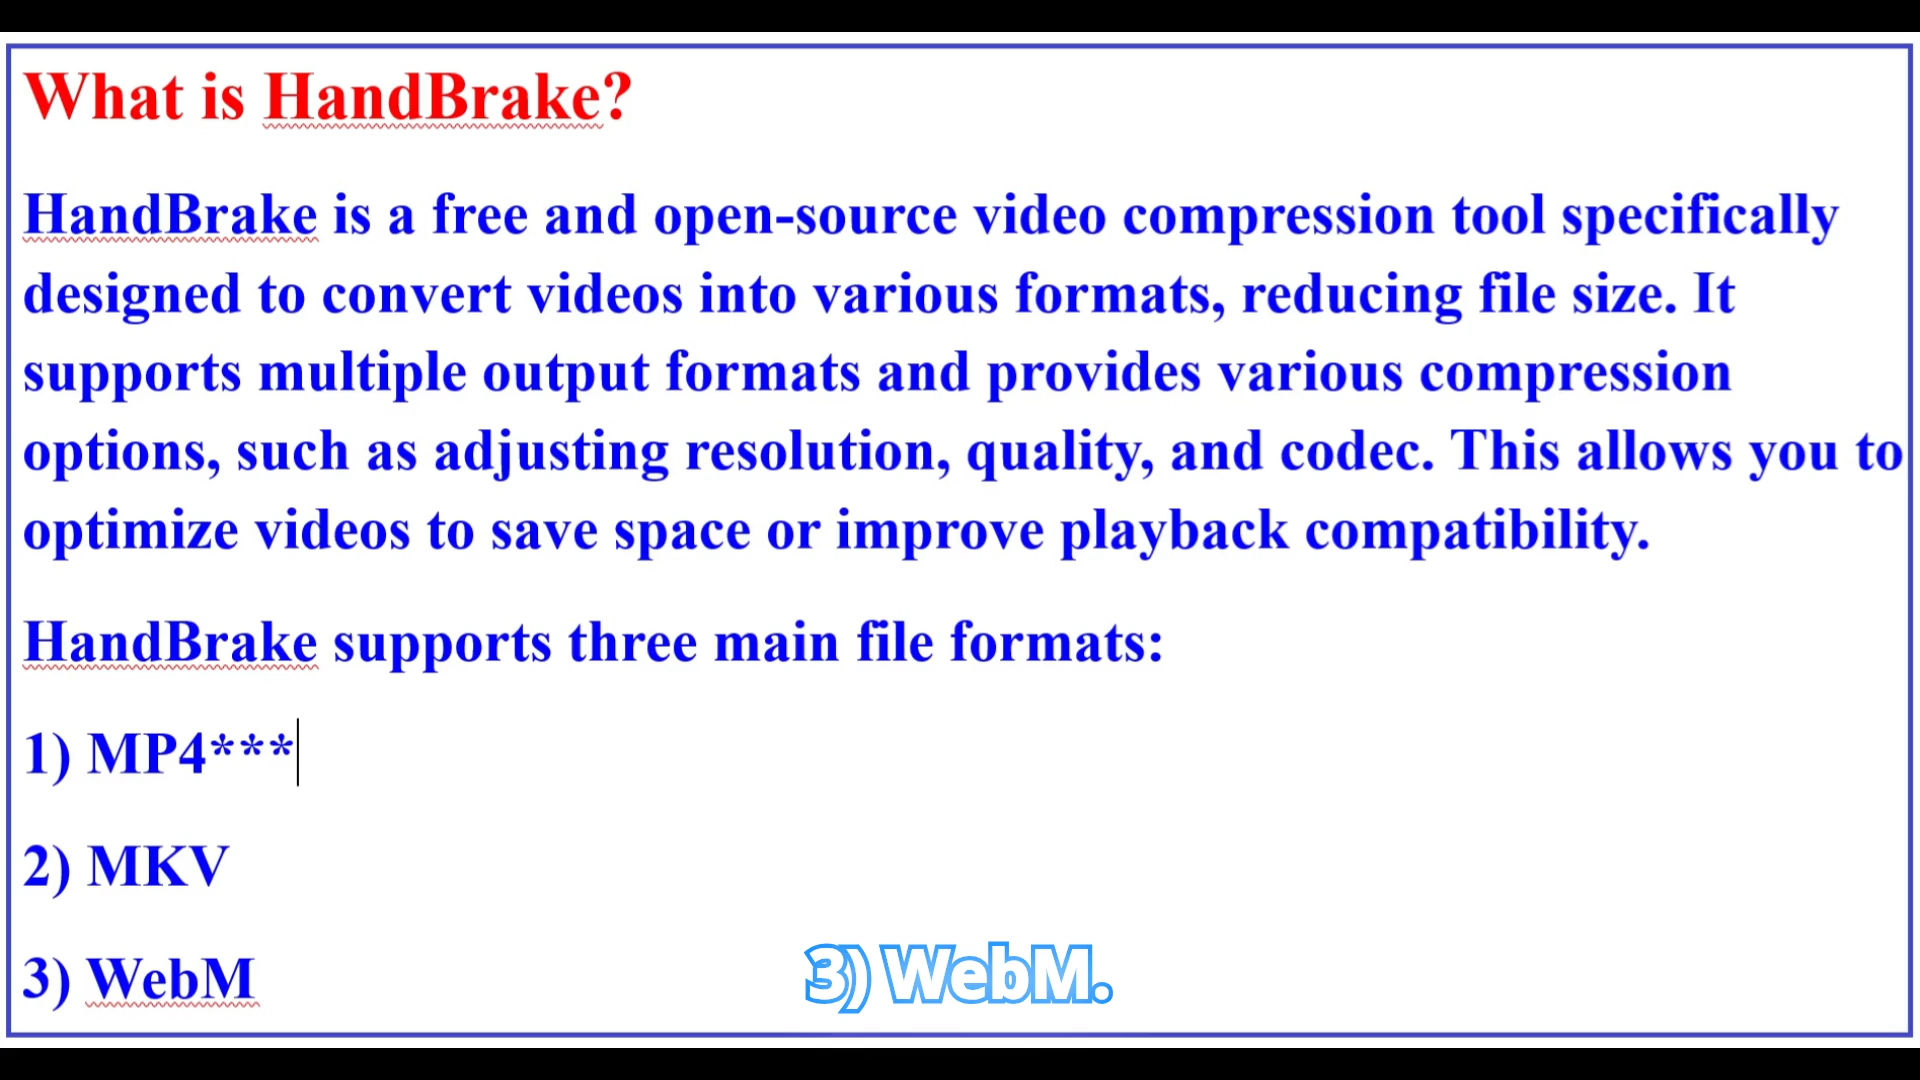 What is HandBrake?
HandBrake is a free and open-source video compression tool specifically
designed to convert videos into various formats, reducing file size. It
supports multiple output formats and provides various compression
options, such as adjusting resolution, quality, and codec. This allows you to
optimize videos to save space or improve playback compatibility.
HandBrake supports three main file formats:
1) MP4***
2) MKV
3) WebM
3) WebM.